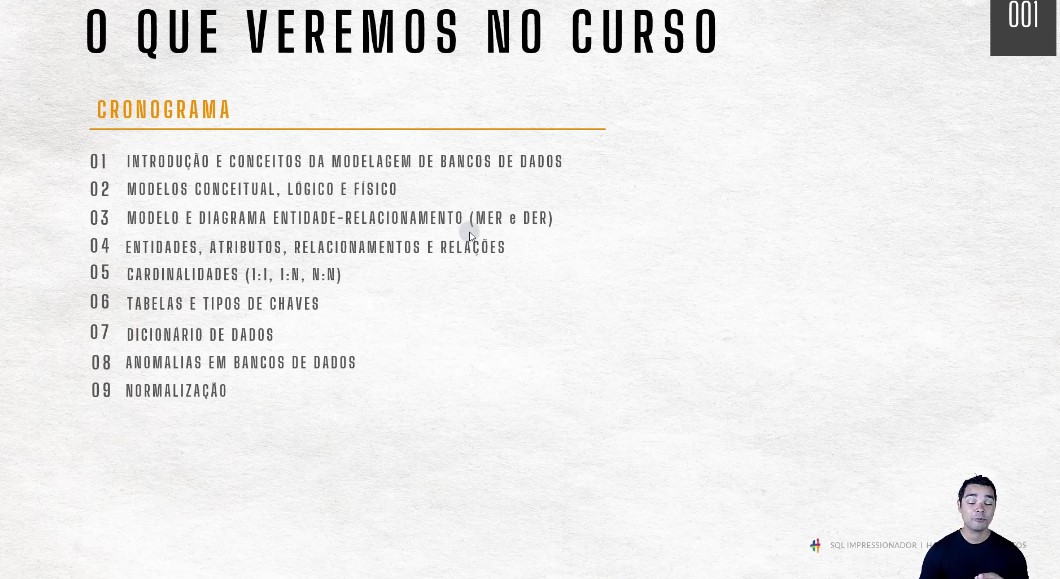 O QUE VEREMOS NO CURSO
001
CRONOGRAMA
01 INTRODUÇÃO E CONCEITOS DA MODELAGEM DE BANCOS DE DADOS
02 MODELOS CONCEITUAL, LÓGICO E FÍSICO
03 MODELO E DIAGRAMA ENTIDADE-RELACIONAMENTO (MER e DER)
04 ENTIDADES, ATRIBUTOS, RELACIONAMENTOS E RELAÇÕES
05 CARDINALIDADES (1:1, 1:N, N:N)
06 TABELAS E TIPOS DE CHAVES
07 DICIONÁRIO DE DADOS
08 ANOMALIAS EM BANCOS DE DADOS
09 NORMALIZAÇÃO
SQL IMPRESSIONADOR |